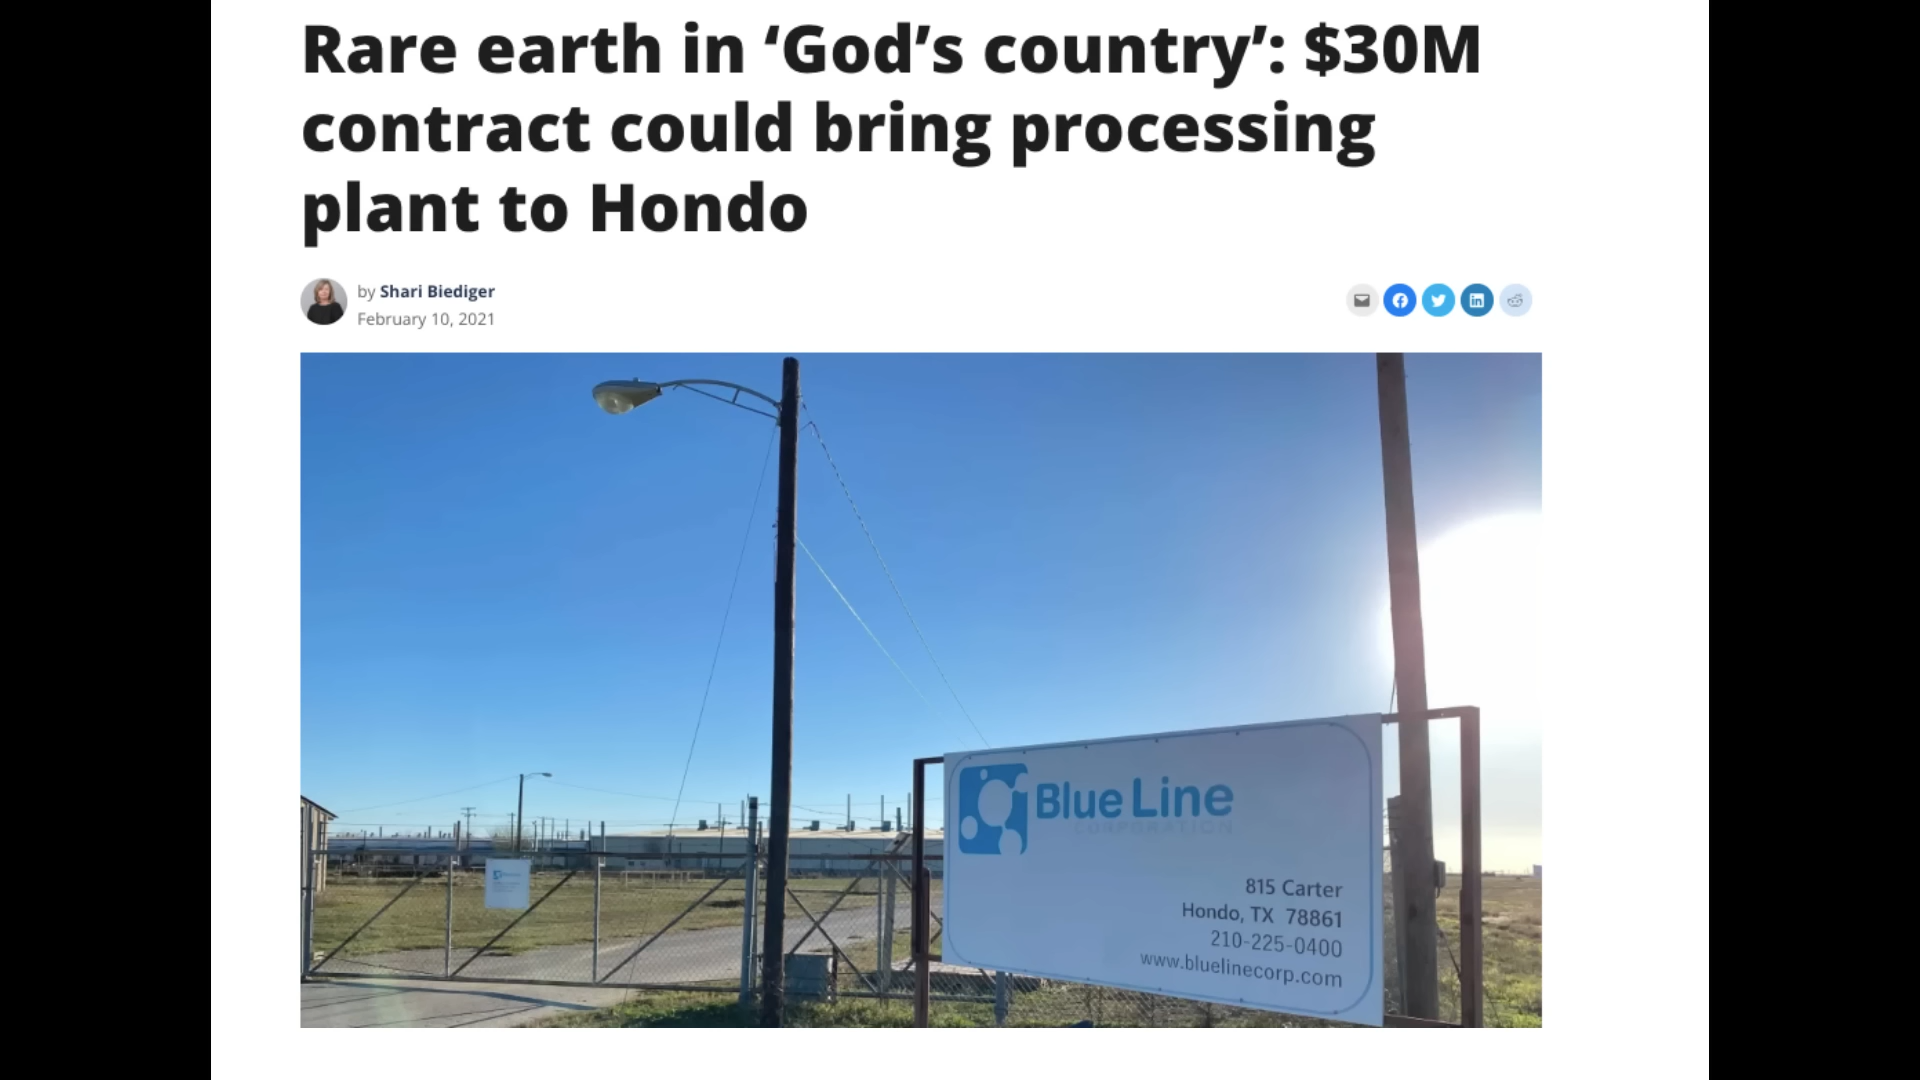 Rare earth in ‘God’s country’: $30M
contract could bring processing
plant to Hondo
by Shari Biediger
February 10, 2021
Blue Line
CORPORATION
815 Carter
Hondo, TX 78861
210-225-0400
www.bluelinecorp.com